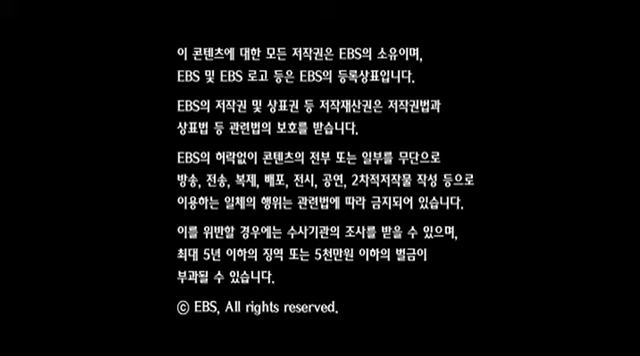 이 콘텐츠에 대한 모든 저작권은 EBS의 소유이며,
EBS 및 EBS 로고 등은 EBS의 등록상표입니다.
EBS의 저작권 및 상표권 등 저작재산권은 저작권법과
상표법 등 관련법의 보호를 받습니다.
EBS의 허락없이 콘텐츠의 전부 또는 일부를 무단으로
방송, 전송, 복제, 배포, 전시, 공연, 2차적저작물 작성 등으로
이용하는 일체의 행위는 관련법에 따라 금지되어 있습니다.
이를 위반할 경우에는 수사기관의 조사를 받을 수 있으며,
최대 5년 이하의 징역 또는 5천만원 이하의 벌금이
부과될 수 있습니다.
© EBS, All rights reserved.